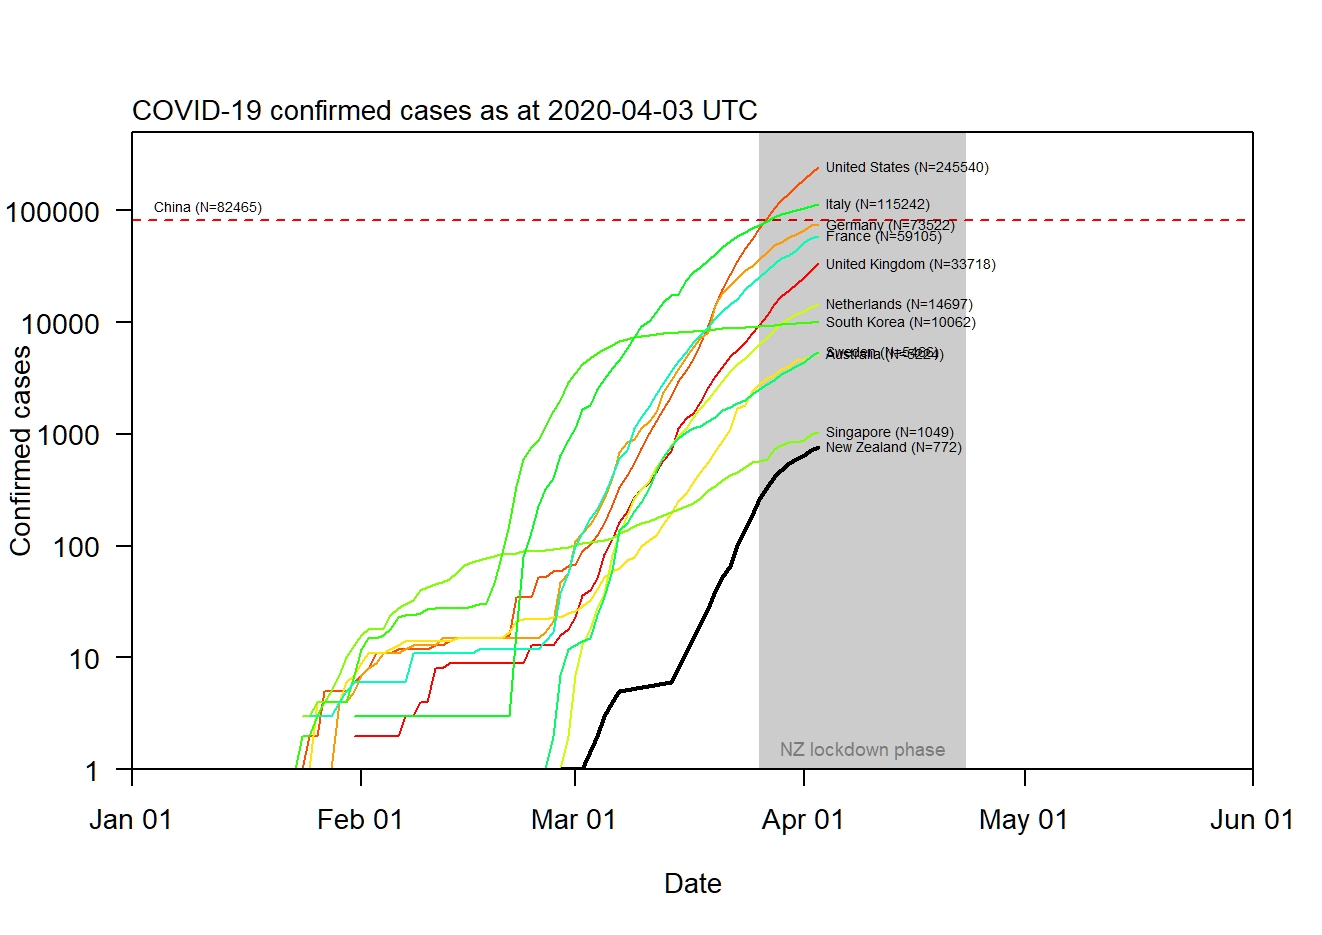 COVID-19 confirmed cases as at 2020-04-03 UTC
Confirmed cases
100000
10000
1000
100
10
1
China (N=82465)
United States (N=245540)
Italy (N=115242)
Germany (N=73522)
France (N=59105)
United Kingdom (N=33718)
Netherlands (N=14697)
South Korea (N=10062)
Sweden
Australia
Singapore (N=1049)
New Zealand (N=772)
NZ lockdown phase
Jan 01
Feb 01
Mar 01
Apr 01
May 01
Jun 01
Date